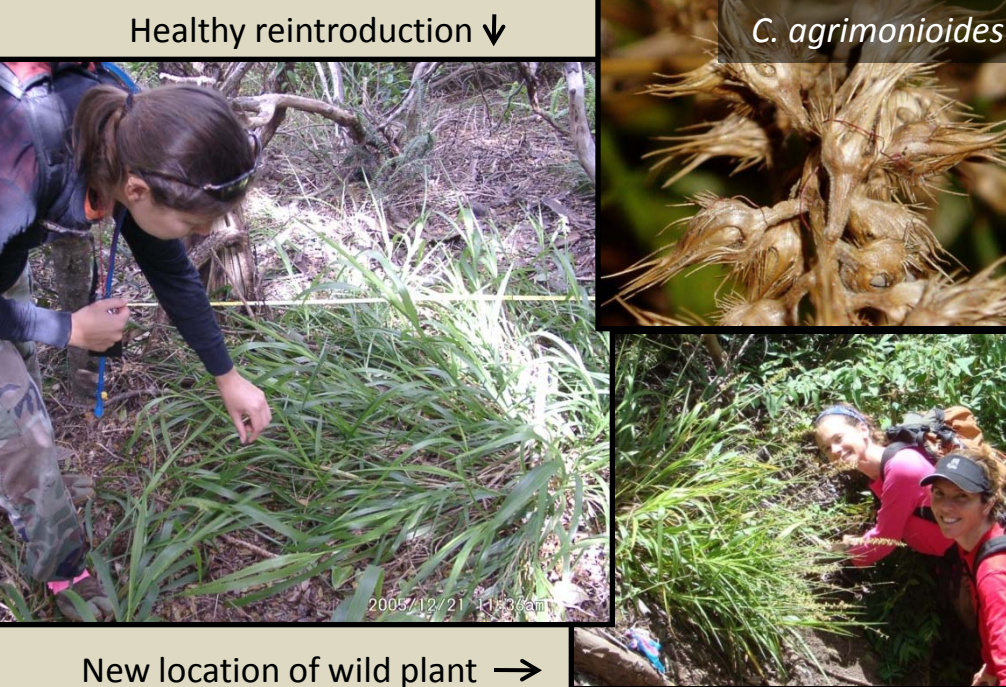 Healthy reintroduction ↓
C. agrimonioides
2005/12/21 11:36am
New location of wild plant →